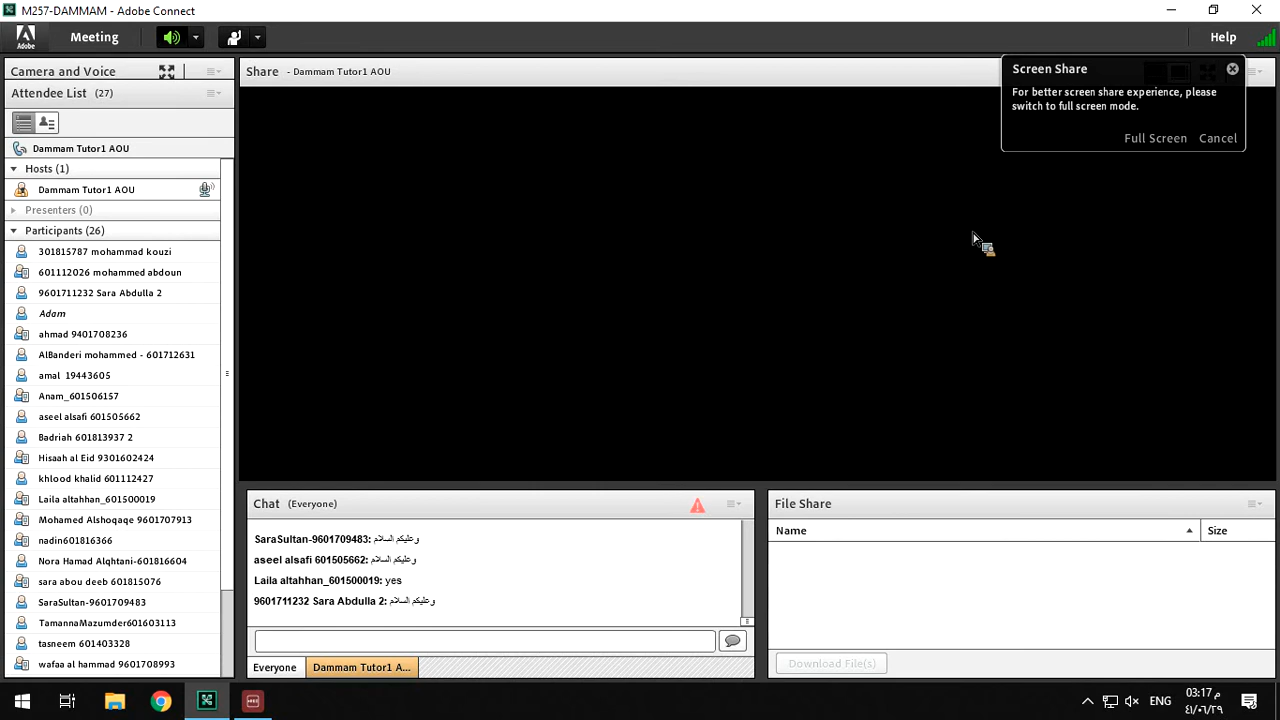 M257-DAMMAM - Adobe Connect
Adobe
Meeting
Help
Camera and Voice
Attendee List (27)
Dammam Tutor1 AOU
Hosts (1)
Dammam Tutor1 AOU
Presenters (0)
Participants (26)
301815787 mohammad kouzi
601112026 mohammed abdoun
9601711232 Sara Abdulla 2
Adam
ahmad 9401708236
AlBanderi mohammed - 601712631
amal 19443605
Anam_601506157
aseel alsafi 601505662
Badriah 601813937 2
Hisaah al Eid 9301602424
khlood khalid 601112427
Laila altahhan_601500019
Mohamed Alshoqaqe 9601707913
nadin601816366
Nora Hamad Alqhtani-601816604
sara abou deeb 601815076
SaraSultan-9601709483
TamannaMazumder601603113
tasneem 601403328
wafaa al hammad 9601708993
Share - Dammam Tutor1 AOU
Screen Share
For better screen share experience, please
switch to full screen mode.
Full Screen Cancel
Chat (Everyone)
SaraSultan-9601709483: وعليكم السلام
aseel alsafi 601505662: وعليكم السلام
Laila altahhan_601500019: yes
9601711232 Sara Abdulla 2: وعليكم السلام
Everyone
Dammam Tutor1 A...
File Share
Name Size
Download File(s)
ENG
03:17 م